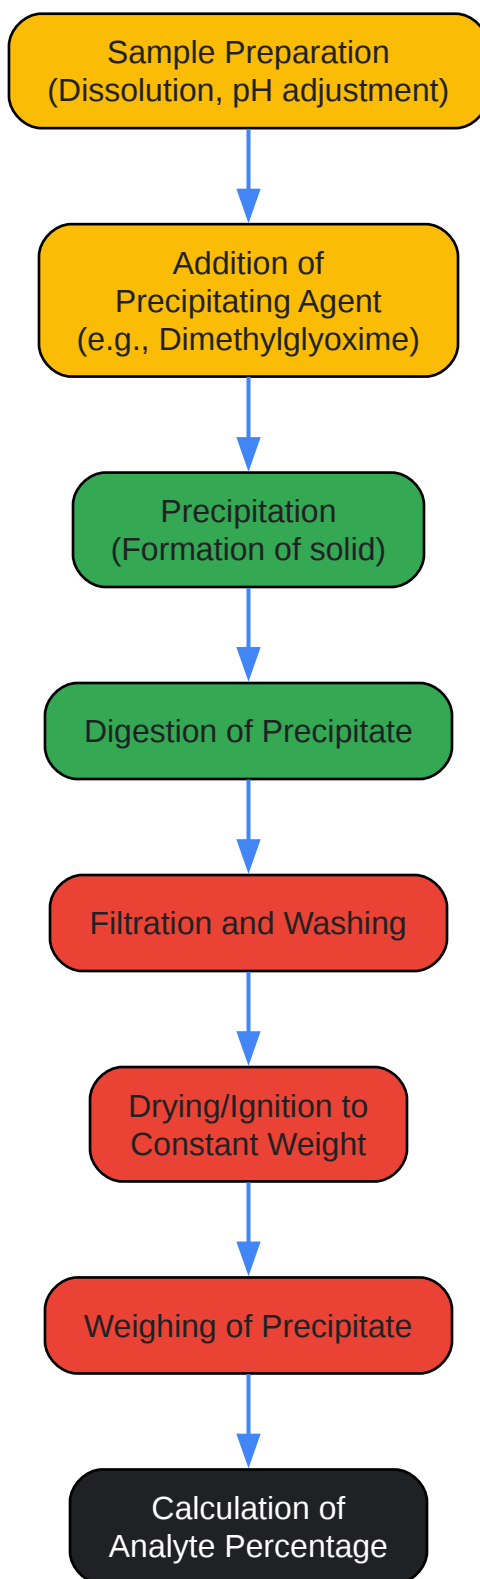 Sample Preparation
(Dissolution, pH adjustment)
Addition of
Precipitating Agent
(e.g., Dimethylglyoxime)
Precipitation
(Formation of solid)
Digestion of Precipitate
Filtration and Washing
Drying/Ignition to
Constant Weight
Weighing of Precipitate
Calculation of
Analyte Percentage